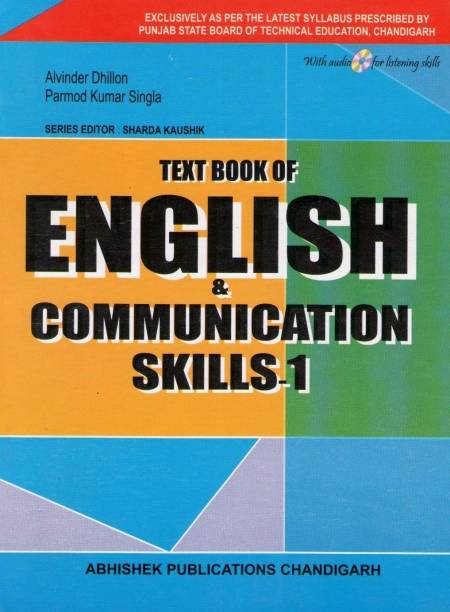 EXCLUSIVELY AS PER THE LATEST SYLLABUS PRESCRIBED BY
PUNJAB STATE BOARD OF TECHNICAL EDUCATION, CHANDIGARH
With audio for listening skills
Alvinder Dhillon
Parmod Kumar Singla
SERIES EDITOR : SHARDA KAUSHIK
TEXT BOOK OF
ENGLISH
&
COMMUNICATION
SKILLS-1
ABHISHEK PUBLICATIONS CHANDIGARH